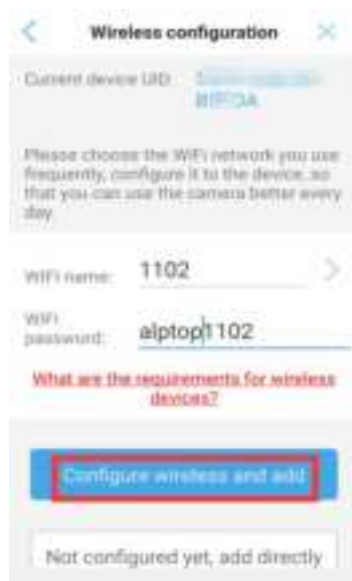 Wireless configuration
Current device UID:
Please choose the WiFi network you use
frequently, configure it to the device, so
that you can use the camera better every
day
WIFI name: 1102
WIFI
password: alptop1102
What are the requirements for wireless
devices?
Configure wireless and add
Not configured yet, add directly